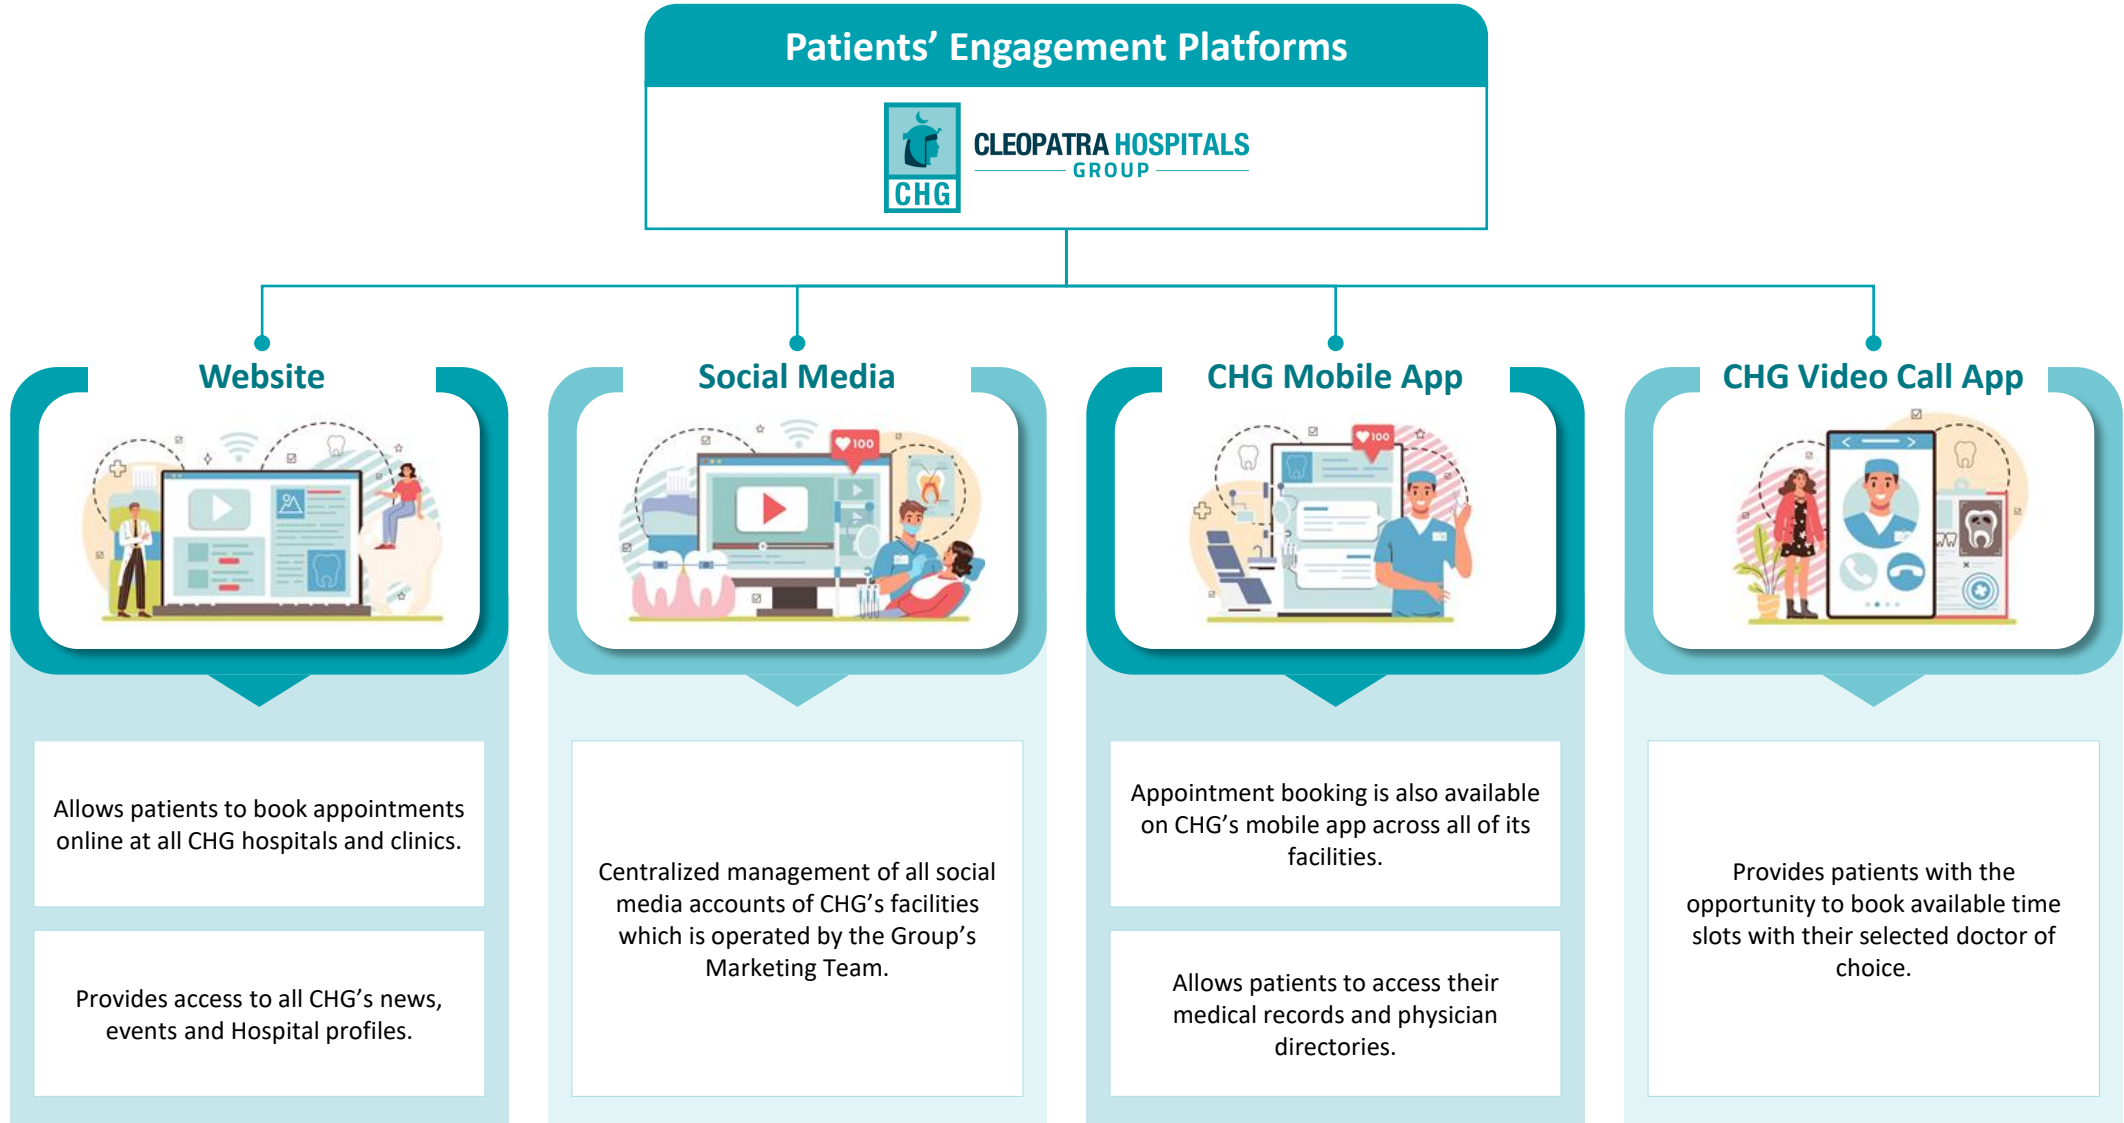 Patients’ Engagement Platforms
CLEOPATRA HOSPITALS
GROUP
CHG
Website
Social Media
CHG Mobile App
CHG Video Call App
100
100
Allows patients to book appointments
online at all CHG hospitals and clinics.
Provides access to all CHG’s news,
events and Hospital profiles.
Centralized management of all social
media accounts of CHG’s facilities
which is operated by the Group’s
Marketing Team.
Appointment booking is also available
on CHG’s mobile app across all of its
facilities.
Allows patients to access their
medical records and physician
directories.
Provides patients with the
opportunity to book available time
slots with their selected doctor of
choice.